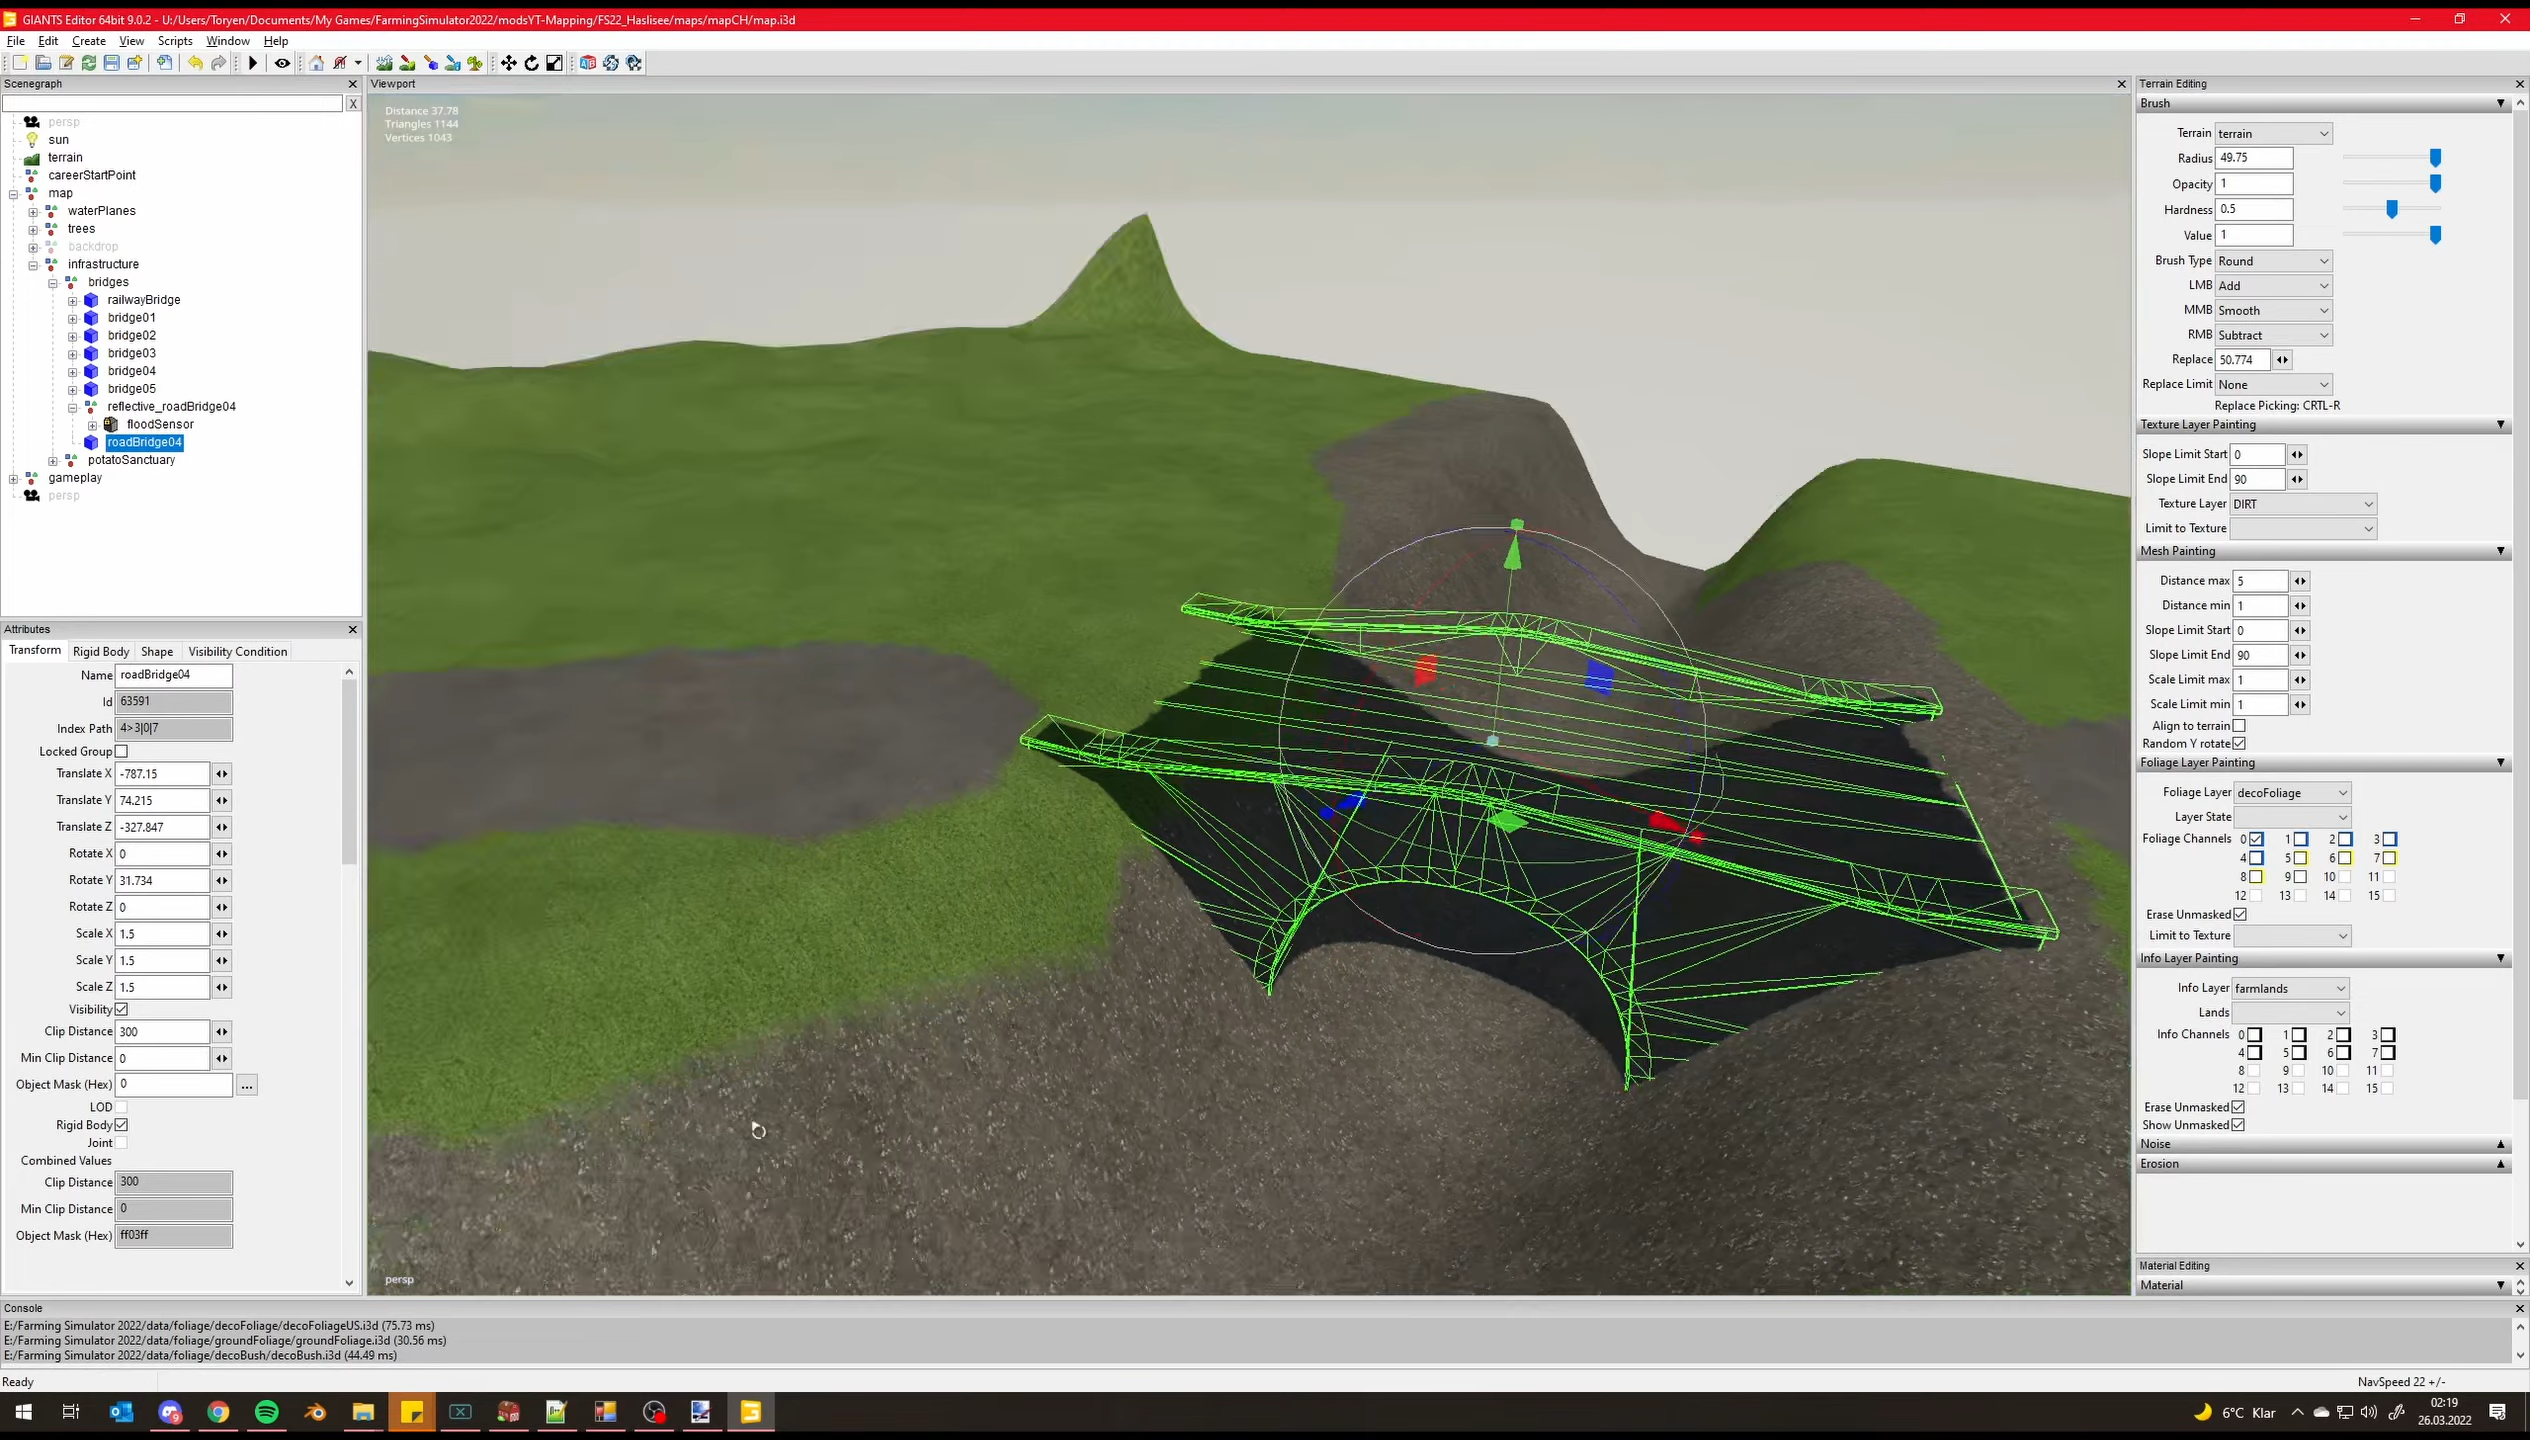 GIANTS Editor 64bit 9.0.2 - U:/Users/Toryen/Documents/My Games/FarmingSimulator2022/modsYT-Mapping/FS22_Haslisee/maps/mapCH/map.i3d
File Edit Create View Scripts Window Help
Scenegraph
X
persp
sun
terrain
careerStartPoint
map
waterPlanes
trees
backdrop
infrastructure
bridges
railwayBridge
bridge01
bridge02
bridge03
bridge04
bridge05
reflective_roadBridge04
floodSensor
roadBridge04
potatoSanctuary
gameplay
persp
Attributes
Transform Rigid Body Shape Visibility Condition
Name roadBridge04
Id 63591
Index Path 4>3|0|7
Locked Group
Translate X -787.15
Translate Y 74.215
Translate Z -327.847
Rotate X 0
Rotate Y 31.734
Rotate Z 0
Scale X 1.5
Scale Y 1.5
Scale Z 1.5
Visibility
Clip Distance 300
Min Clip Distance 0
Object Mask (Hex) 0 ...
LOD
Rigid Body
Joint
Combined Values
Clip Distance 300
Min Clip Distance 0
Object Mask (Hex) ff03ff
Viewport
Distance 37.78
Triangles 1144
Vertices 1043
persp
Terrain Editing
Brush
Terrain terrain
Radius 49.75
Opacity 1
Hardness 0.5
Value 1
Brush Type Round
LMB Add
MMB Smooth
RMB Subtract
Replace 50.774
Replace Limit None
Replace Picking: CRTL-R
Texture Layer Painting
Slope Limit Start 0
Slope Limit End 90
Texture Layer DIRT
Limit to Texture
Mesh Painting
Distance max 5
Distance min 1
Slope Limit Start 0
Slope Limit End 90
Scale Limit max 1
Scale Limit min 1
Align to terrain
Random Y rotate
Foliage Layer Painting
Foliage Layer decoFoliage
Layer State
Foliage Channels 0 1 2 3
4 5 6 7
8 9 10 11
12 13 14 15
Erase Unmasked
Limit to Texture
Info Layer Painting
Info Layer farmlands
Lands
Info Channels 0 1 2 3
4 5 6 7
8 9 10 11
12 13 14 15
Erase Unmasked
Show Unmasked
Noise
Erosion
Material Editing
Material
Console
E:/Farming Simulator 2022/data/foliage/decoFoliage/decoFoliageUS.i3d (75.73 ms)
E:/Farming Simulator 2022/data/foliage/groundFoliage/groundFoliage.i3d (30.56 ms)
E:/Farming Simulator 2022/data/foliage/decoBush/decoBush.i3d (44.49 ms)
Ready
NavSpeed 22 +/-
6°C Klar
02:19
26.03.2022